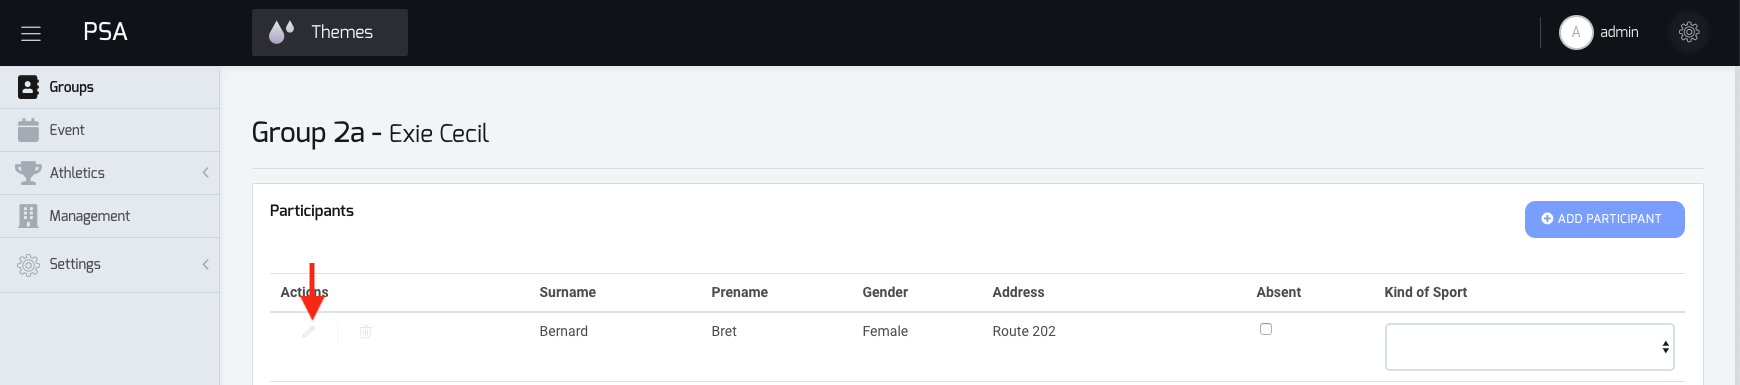 PSA
Themes
A admin
Groups
Event
Athletics
Management
Settings
Group 2a - Exie Cecil
Participants
ADD PARTICIPANT
Actions Surname Prename Gender Address Absent Kind of Sport
Bernard Bret Female Route 202